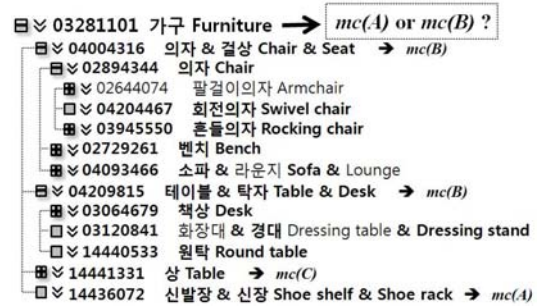 03281101 가구 Furniture → mc(A) or mc(B) ?
04004316 의자 & 걸상 Chair & Seat → mc(B)
02894344 의자 Chair
02644074 팔걸이의자 Armchair
04204467 회전의자 Swivel chair
03945550 흔들의자 Rocking chair
02729261 벤치 Bench
04093466 소파 & 라운지 Sofa & Lounge
04209815 테이블 & 탁자 Table & Desk → mc(B)
03064679 책상 Desk
03120841 화장대 & 경대 Dressing table & Dressing stand
14440533 원탁 Round table
14441331 상 Table → mc(C)
14436072 신발장 & 신장 Shoe shelf & Shoe rack → mc(A)